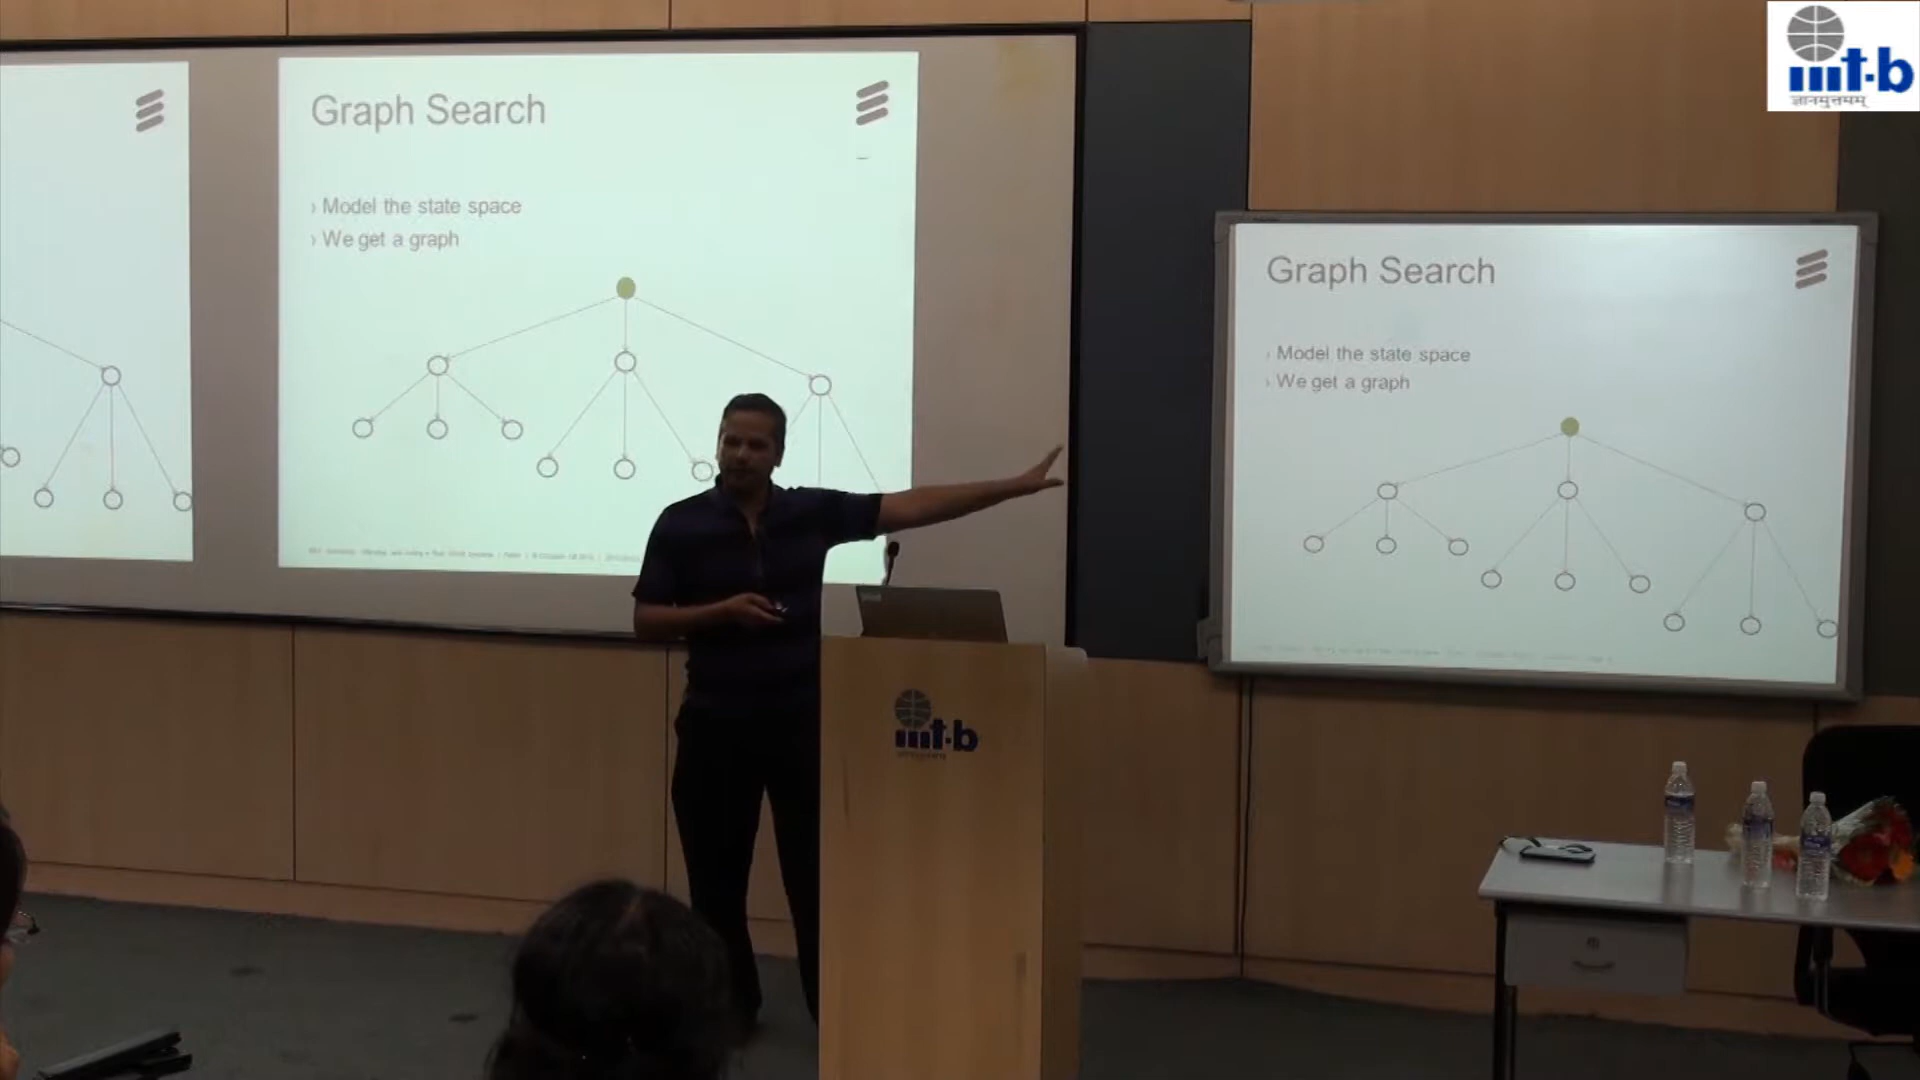 Graph Search
› Model the state space
› We get a graph
Graph Search
› Model the state space
› We get a graph
iiit-b
ज्ञानमुत्तमम्
iiit-b